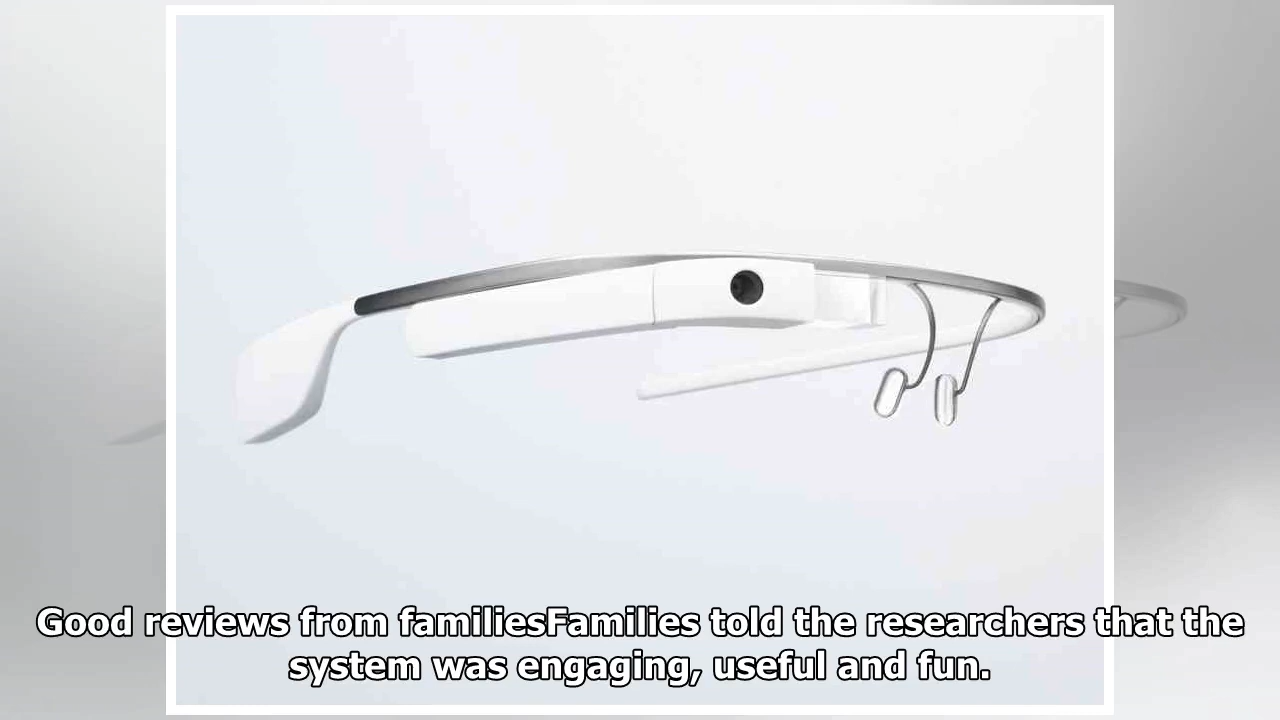 Good reviews from familiesFamilies told the researchers that the
system was engaging, useful and fun.